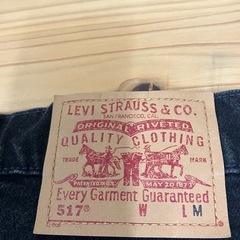 LEVI STRAUSS & CO.
SAN FRANCISCO, CAL.
ORIGINAL RIVETED
QUALITY CLOTHING
TRADE MARK
PATENTED IN U.S. MAY 20 1873
Every Garment Guaranteed
517® W L M